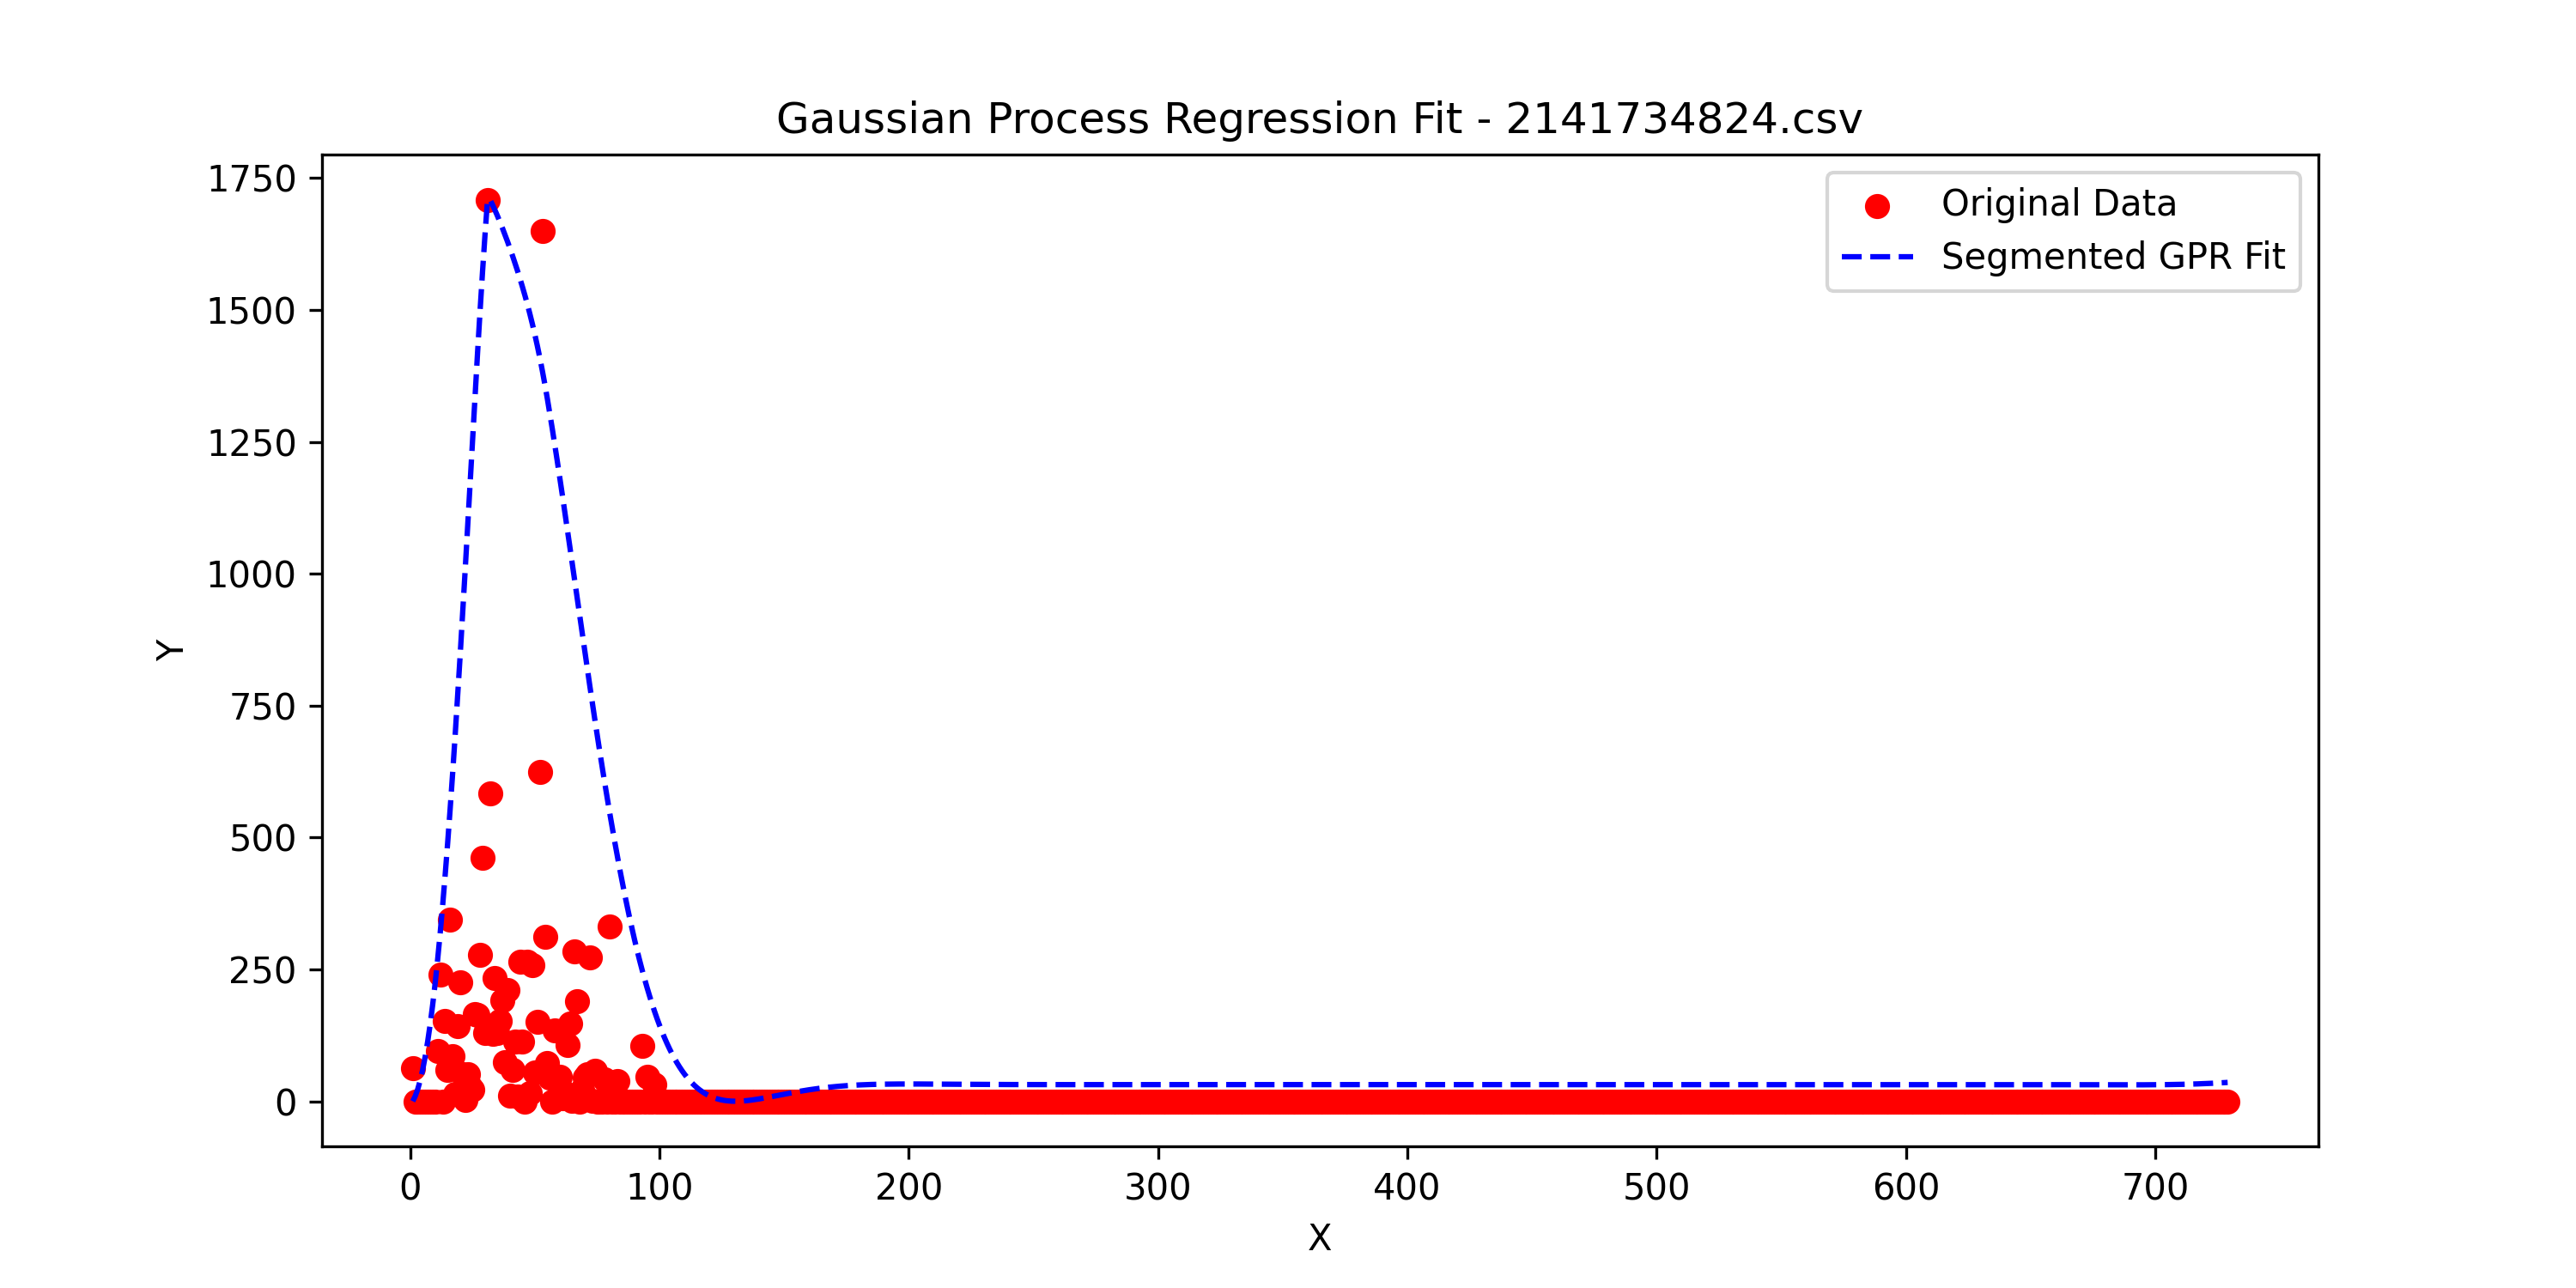 Gaussian Process Regression Fit - 2141734824.csv
Original Data
Segmented GPR Fit
1750
1500
1250
1000
750
500
250
0
Y
0 100 200 300 400 500 600 700
X